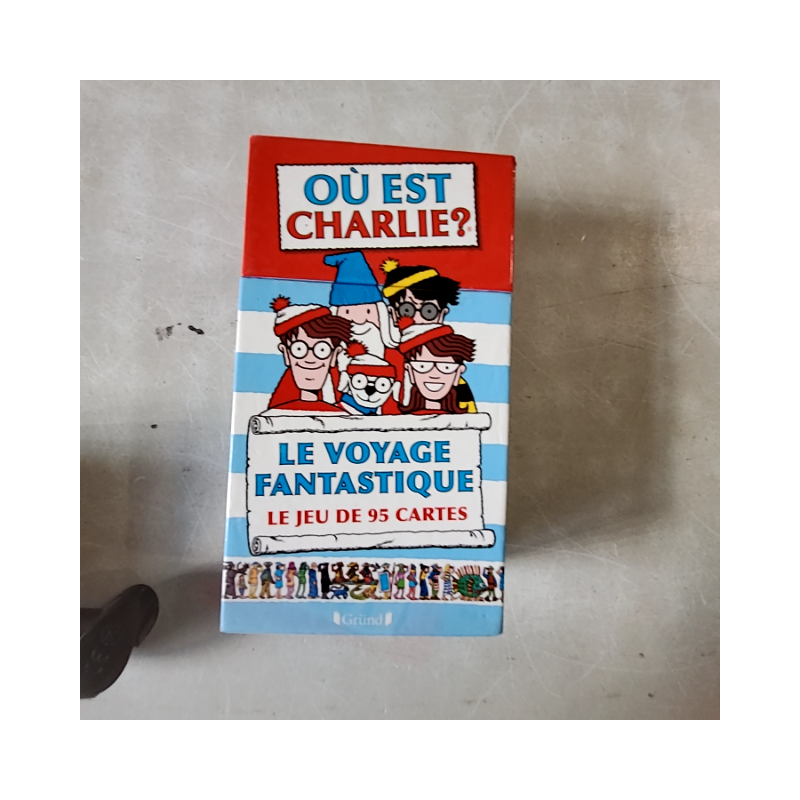 OÙ EST
CHARLIE?
LE VOYAGE
FANTASTIQUE
LE JEU DE 95 CARTES
Gründ